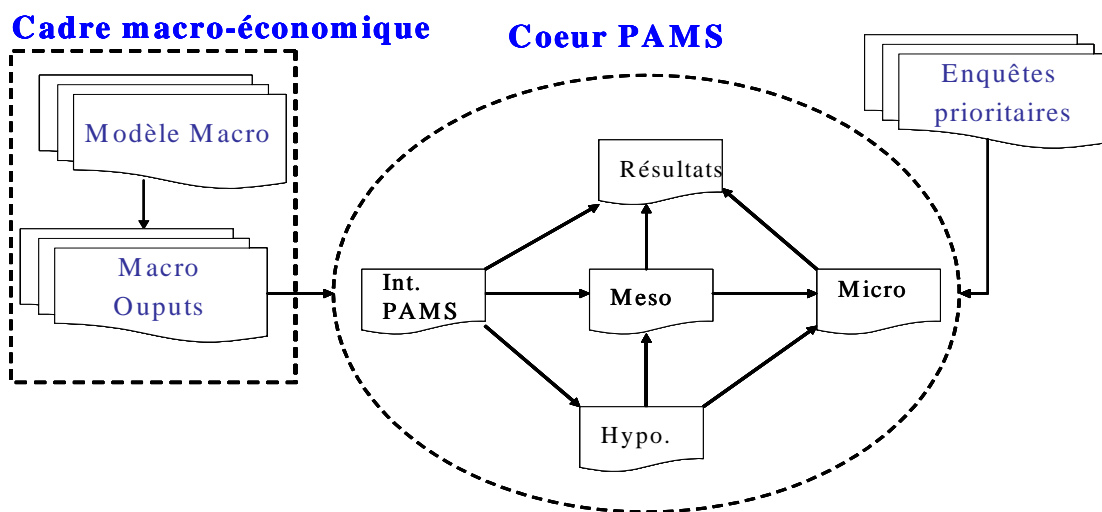 Cadre macro-économique
Coeur PAMS
Modèle Macro
Macro
Ouputs
Enquêtes
prioritaires
Résultats
Int.
PAMS
Meso
Micro
Hypo.